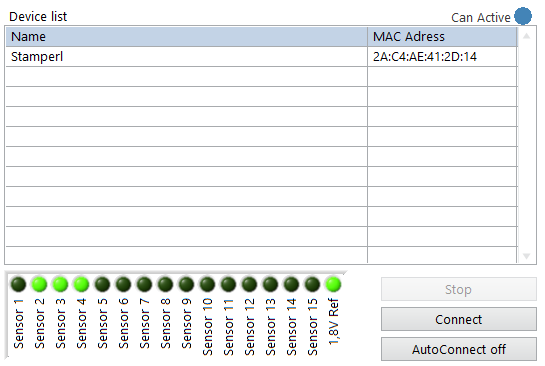 Device list
Can Active
Name MAC Adress
Stamperl 2A:C4:AE:41:2D:14
Sensor 1
Sensor 2
Sensor 3
Sensor 4
Sensor 5
Sensor 6
Sensor 7
Sensor 8
Sensor 9
Sensor 10
Sensor 11
Sensor 12
Sensor 13
Sensor 14
Sensor 15
1,8V Ref
Stop
Connect
AutoConnect off